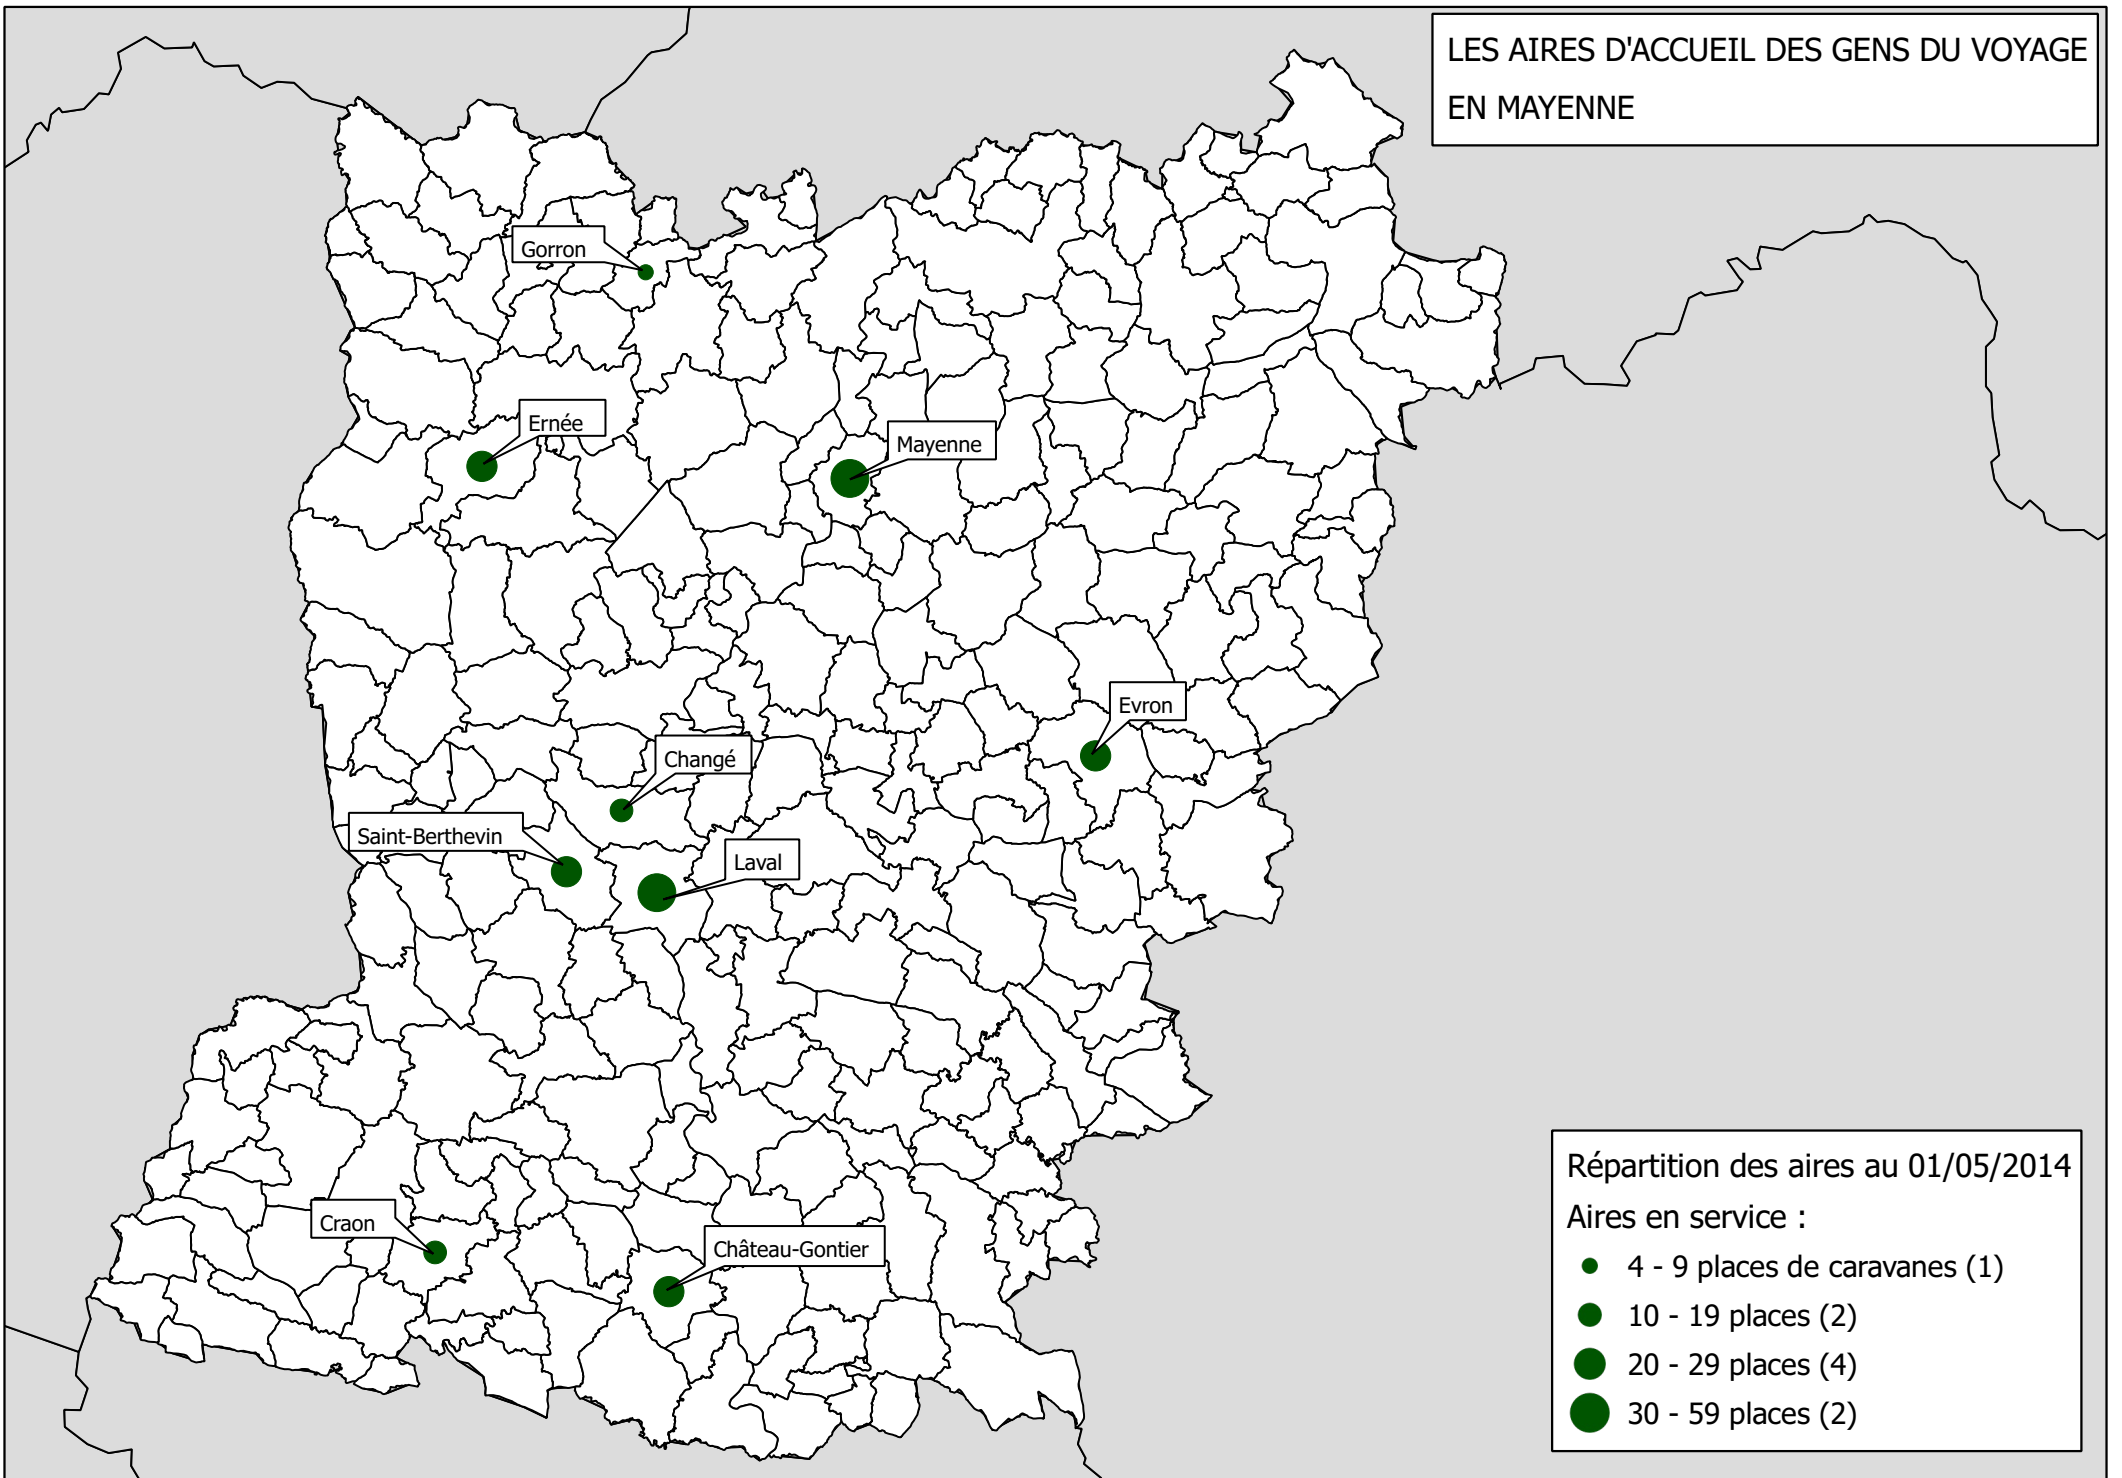 LES AIRES D'ACCUEIL DES GENS DU VOYAGE
EN MAYENNE
Gorron
Ernée
Mayenne
Evron
Changé
Saint-Berthevin
Laval
Craon
Château-Gontier
Répartition des aires au 01/05/2014
Aires en service :
4 - 9 places de caravanes (1)
10 - 19 places (2)
20 - 29 places (4)
30 - 59 places (2)